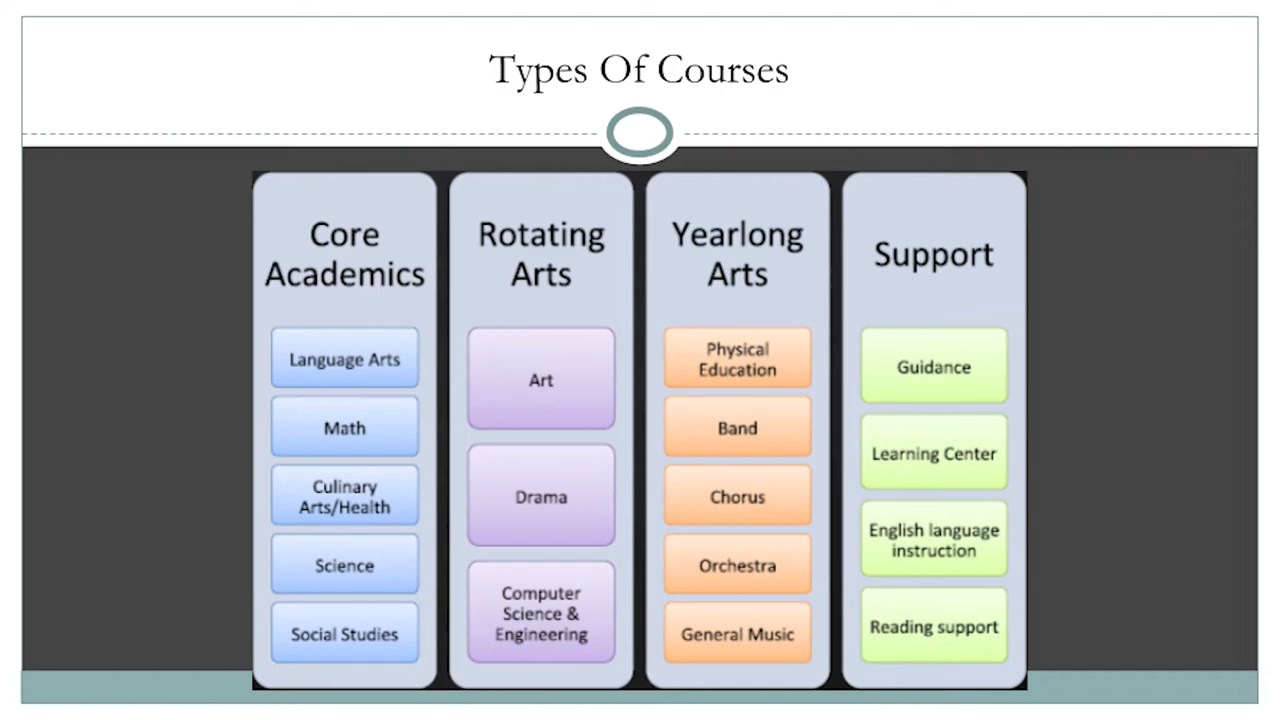 Types Of Courses
Core
Academics
Language Arts
Math
Culinary
Arts/Health
Science
Social Studies
Rotating
Arts
Art
Drama
Computer
Science &
Engineering
Yearlong
Arts
Physical
Education
Band
Chorus
Orchestra
General Music
Support
Guidance
Learning Center
English language
instruction
Reading support